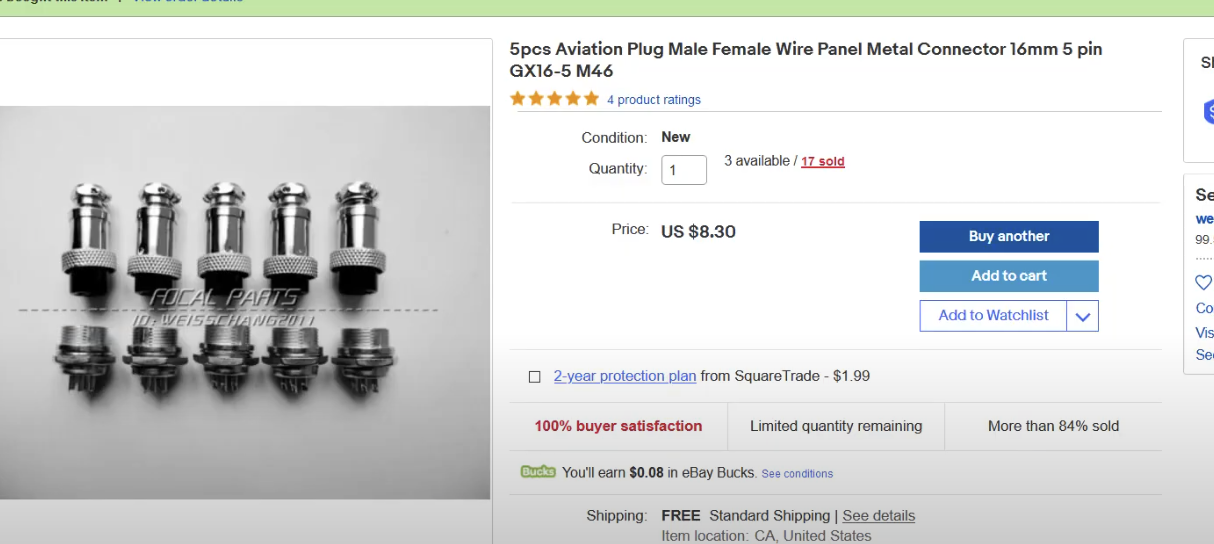 View order details
5pcs Aviation Plug Male Female Wire Panel Metal Connector 16mm 5 pin
GX16-5 M46
4 product ratings
Condition: New
Quantity: 1
3 available / 17 sold
Price: US $8.30
Buy another
Add to cart
Add to Watchlist
FOCAL PARTS
ID: WEISSCHANG2011
2-year protection plan from SquareTrade - $1.99
100% buyer satisfaction
Limited quantity remaining
More than 84% sold
Bucks You'll earn $0.08 in eBay Bucks. See conditions
Shipping: FREE Standard Shipping | See details
Item location: CA, United States
Se
we
99.
Co
Vis
See